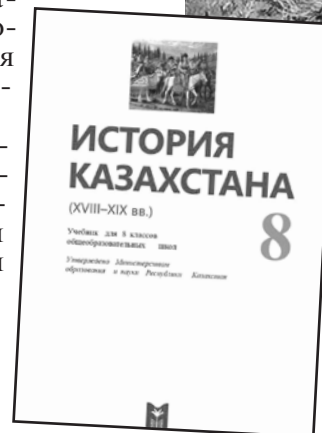 ИСТОРИЯ
КАЗАХСТАНА
(XVIII–XIX вв.)
8
Учебник для 8 классов
общеобразовательных школ
Утверждено Министерством
образования и науки Республики Казахстан